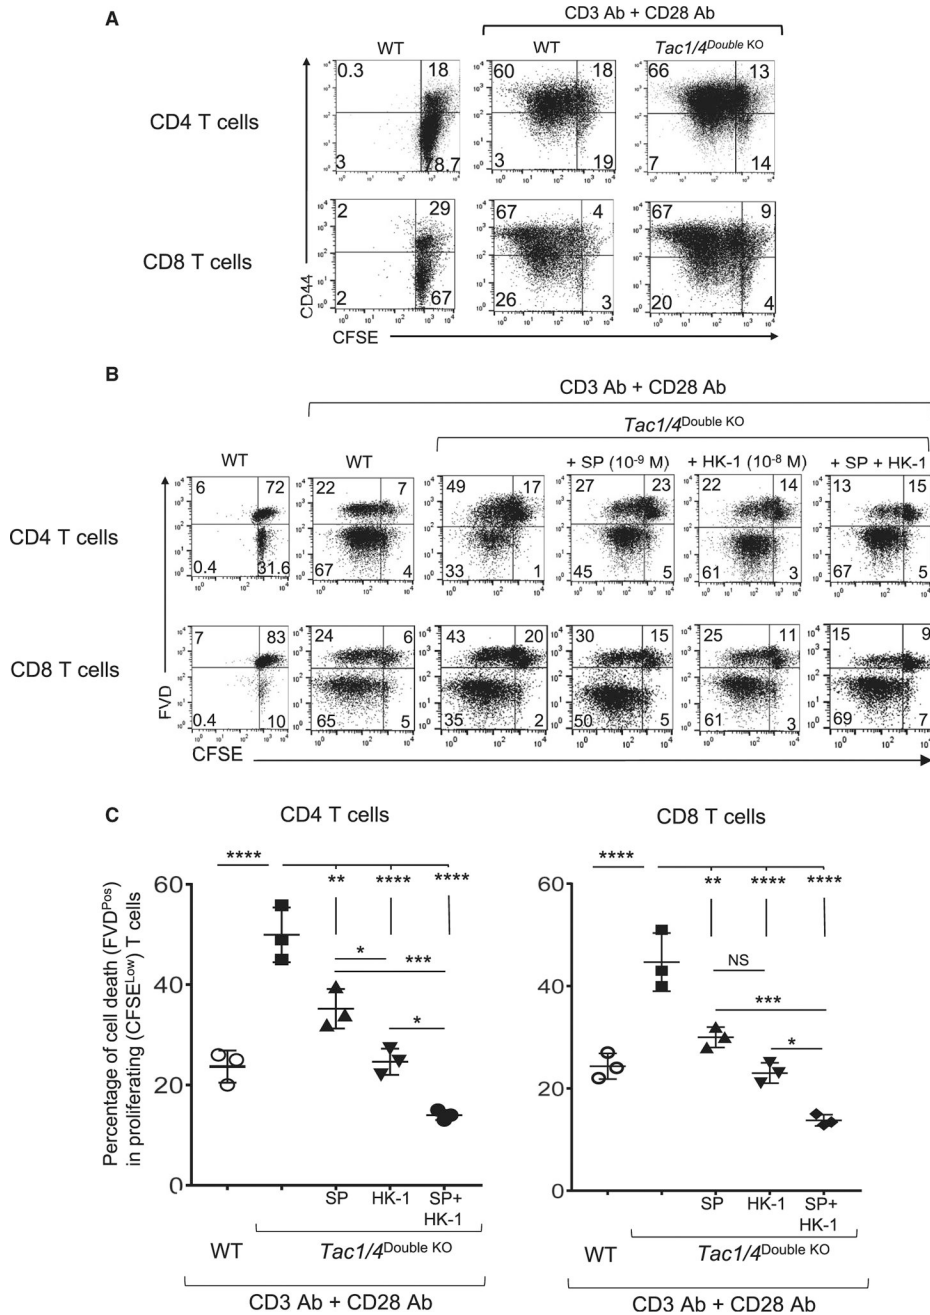 A
CD3 Ab + CD28 Ab
WT
WT
Tac1/4Double KO
CD4 T cells
0.3 18
3 78.7
60 18
3 19
66 13
7 14
CD8 T cells
2 29
2 67
67 4
26 3
67 9
20 4
CD44
CFSE
B
CD3 Ab + CD28 Ab
Tac1/4Double KO
WT
WT
+ SP (10-9 M)
+ HK-1 (10-8 M)
+ SP + HK-1
CD4 T cells
6 72
0.4 31.6
22 7
67 4
49 17
33 1
27 23
45 5
22 14
61 3
13 15
67 5
CD8 T cells
7 83
0.4 10
24 6
65 5
43 20
35 2
30 15
50 5
25 11
61 3
15 9
69 7
FVD
CFSE
C
CD4 T cells
Percentage of cell death (FVDPos)
in proliferating (CFSELow) T cells
60
40
20
0
****
**
****
****
*
***
*
SP
HK-1
SP+
HK-1
WT
Tac1/4Double KO
CD3 Ab + CD28 Ab
CD8 T cells
60
40
20
0
****
**
****
****
NS
***
*
SP
HK-1
SP+
HK-1
WT
Tac1/4Double KO
CD3 Ab + CD28 Ab